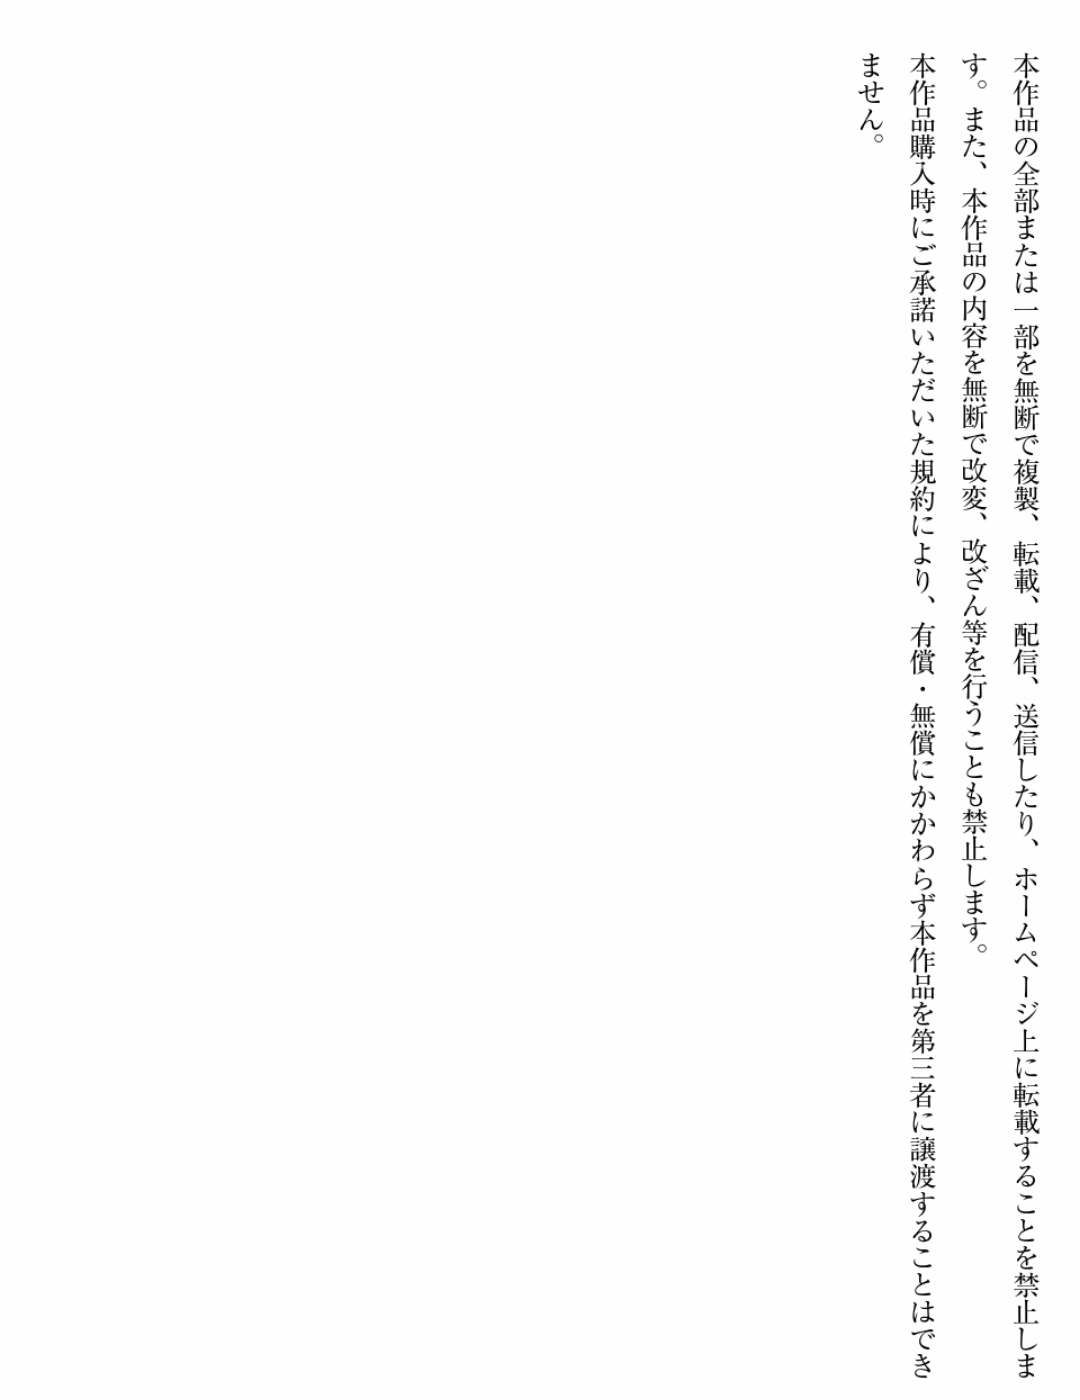 本作品の全部または一部を無断で複製、転載、配信、送信したり、ホームページ上に転載することを禁止しま
す。また、本作品の内容を無断で改変、改ざん等を行うことも禁止します。
本作品購入時にご承諾いただいた規約により、有償・無償にかかわらず本作品を第三者に譲渡することはでき
ません。